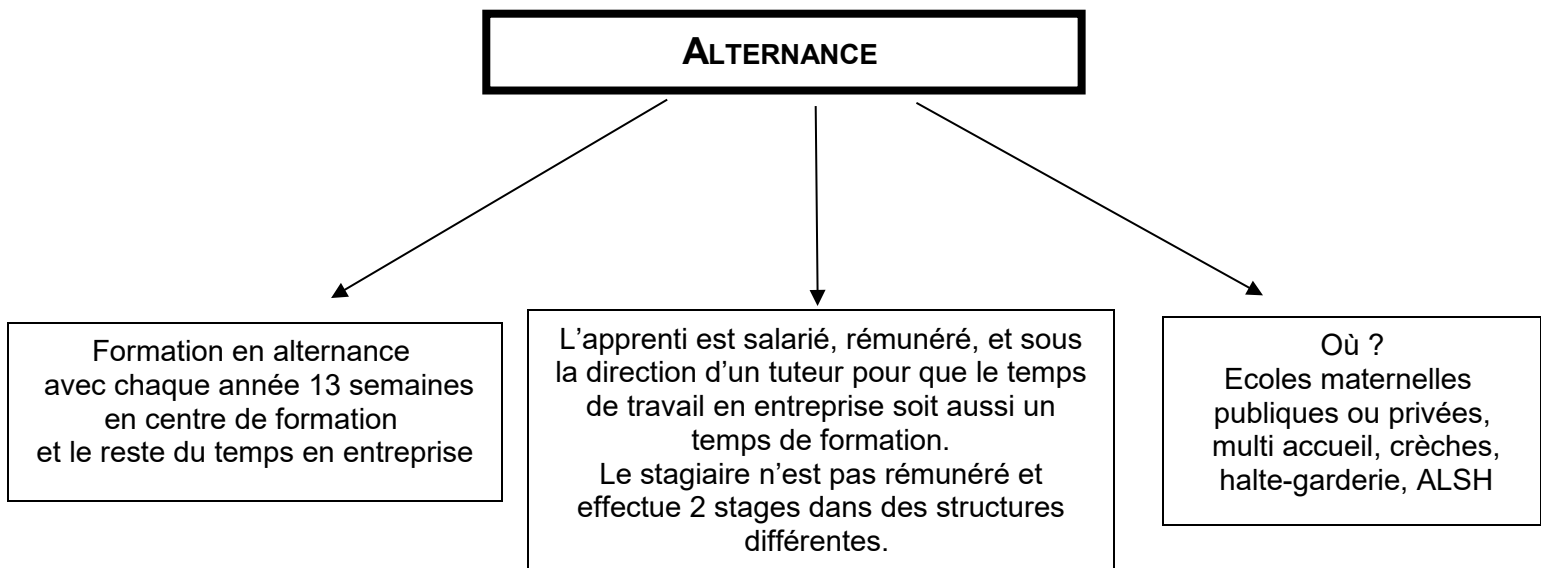 ALTERNANCE
Formation en alternance
avec chaque année 13 semaines
en centre de formation
et le reste du temps en entreprise
L’apprenti est salarié, rémunéré, et sous
la direction d’un tuteur pour que le temps
de travail en entreprise soit aussi un
temps de formation.
Le stagiaire n’est pas rémunéré et
effectue 2 stages dans des structures
différentes.
Où ?
Ecoles maternelles
publiques ou privées,
multi accueil, crèches,
halte-garderie, ALSH